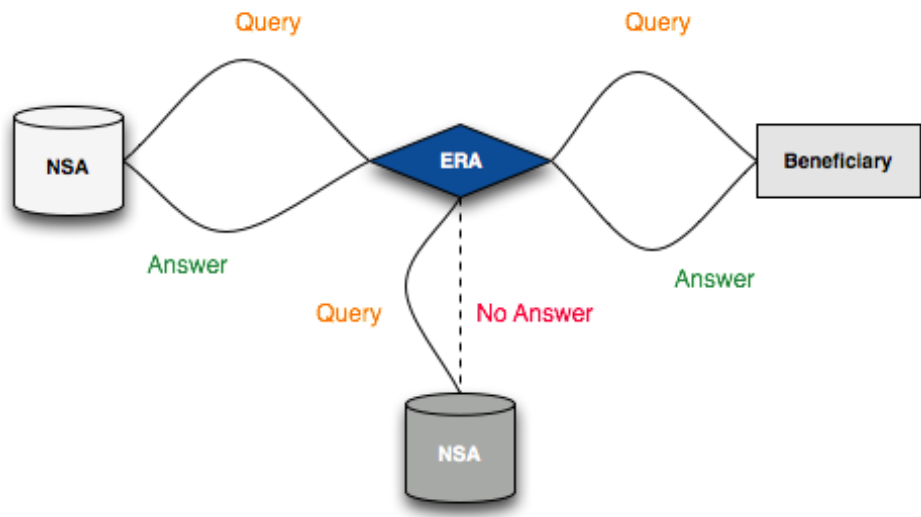 Query
Query
NSA
ERA
Beneficiary
Answer
Answer
Query
No Answer
NSA